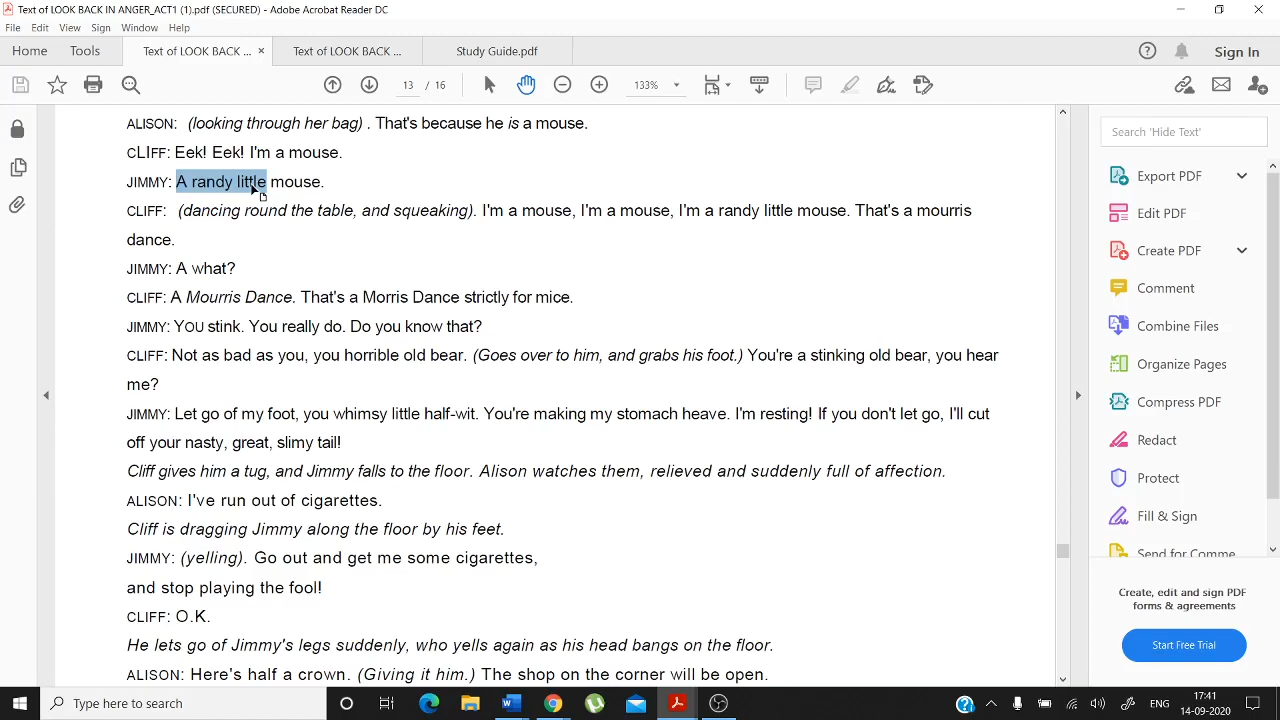 Text of LOOK BACK IN ANGER_ACT1 (1).pdf (SECURED) - Adobe Acrobat Reader DC
File Edit View Sign Window Help
Home Tools Text of LOOK BACK ... × Text of LOOK BACK ... Study Guide.pdf Sign In
13 / 16 133%
ALISON: (looking through her bag) . That's because he is a mouse.
CLIFF: Eek! Eek! I'm a mouse.
JIMMY: A randy little mouse.
CLIFF: (dancing round the table, and squeaking). I'm a mouse, I'm a mouse, I'm a randy little mouse. That's a mourris
dance.
JIMMY: A what?
CLIFF: A Mourris Dance. That's a Morris Dance strictly for mice.
JIMMY: YOU stink. You really do. Do you know that?
CLIFF: Not as bad as you, you horrible old bear. (Goes over to him, and grabs his foot.) You're a stinking old bear, you hear
me?
JIMMY: Let go of my foot, you whimsy little half-wit. You're making my stomach heave. I'm resting! If you don't let go, I'll cut
off your nasty, great, slimy tail!
Cliff gives him a tug, and Jimmy falls to the floor. Alison watches them, relieved and suddenly full of affection.
ALISON: I've run out of cigarettes.
Cliff is dragging Jimmy along the floor by his feet.
JIMMY: (yelling). Go out and get me some cigarettes,
and stop playing the fool!
CLIFF: O.K.
He lets go of Jimmy's legs suddenly, who yells again as his head bangs on the floor.
ALISON: Here's half a crown. (Giving it him.) The shop on the corner will be open.
Search 'Hide Text'
Export PDF
Edit PDF
Create PDF
Comment
Combine Files
Organize Pages
Compress PDF
Redact
Protect
Fill & Sign
Send for Comme
Create, edit and sign PDF
forms & agreements
Start Free Trial
Type here to search
ENG
17:41
14-09-2020